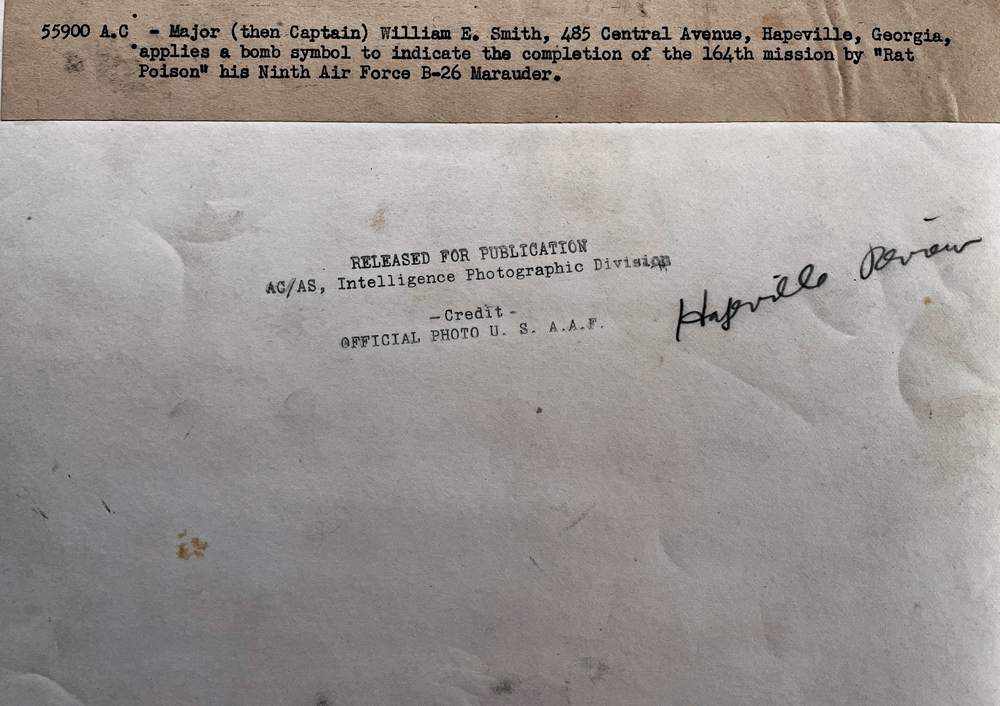 55900 A.C - Major (then Captain) William E. Smith, 485 Central Avenue, Hapeville, Georgia,
applies a bomb symbol to indicate the completion of the 164th mission by "Rat
Poison" his Ninth Air Force B-26 Marauder.
RELEASED FOR PUBLICATION
AC/AS, Intelligence Photographic Division
-Credit-
OFFICIAL PHOTO U. S. A.A.F.
Hapeville Review